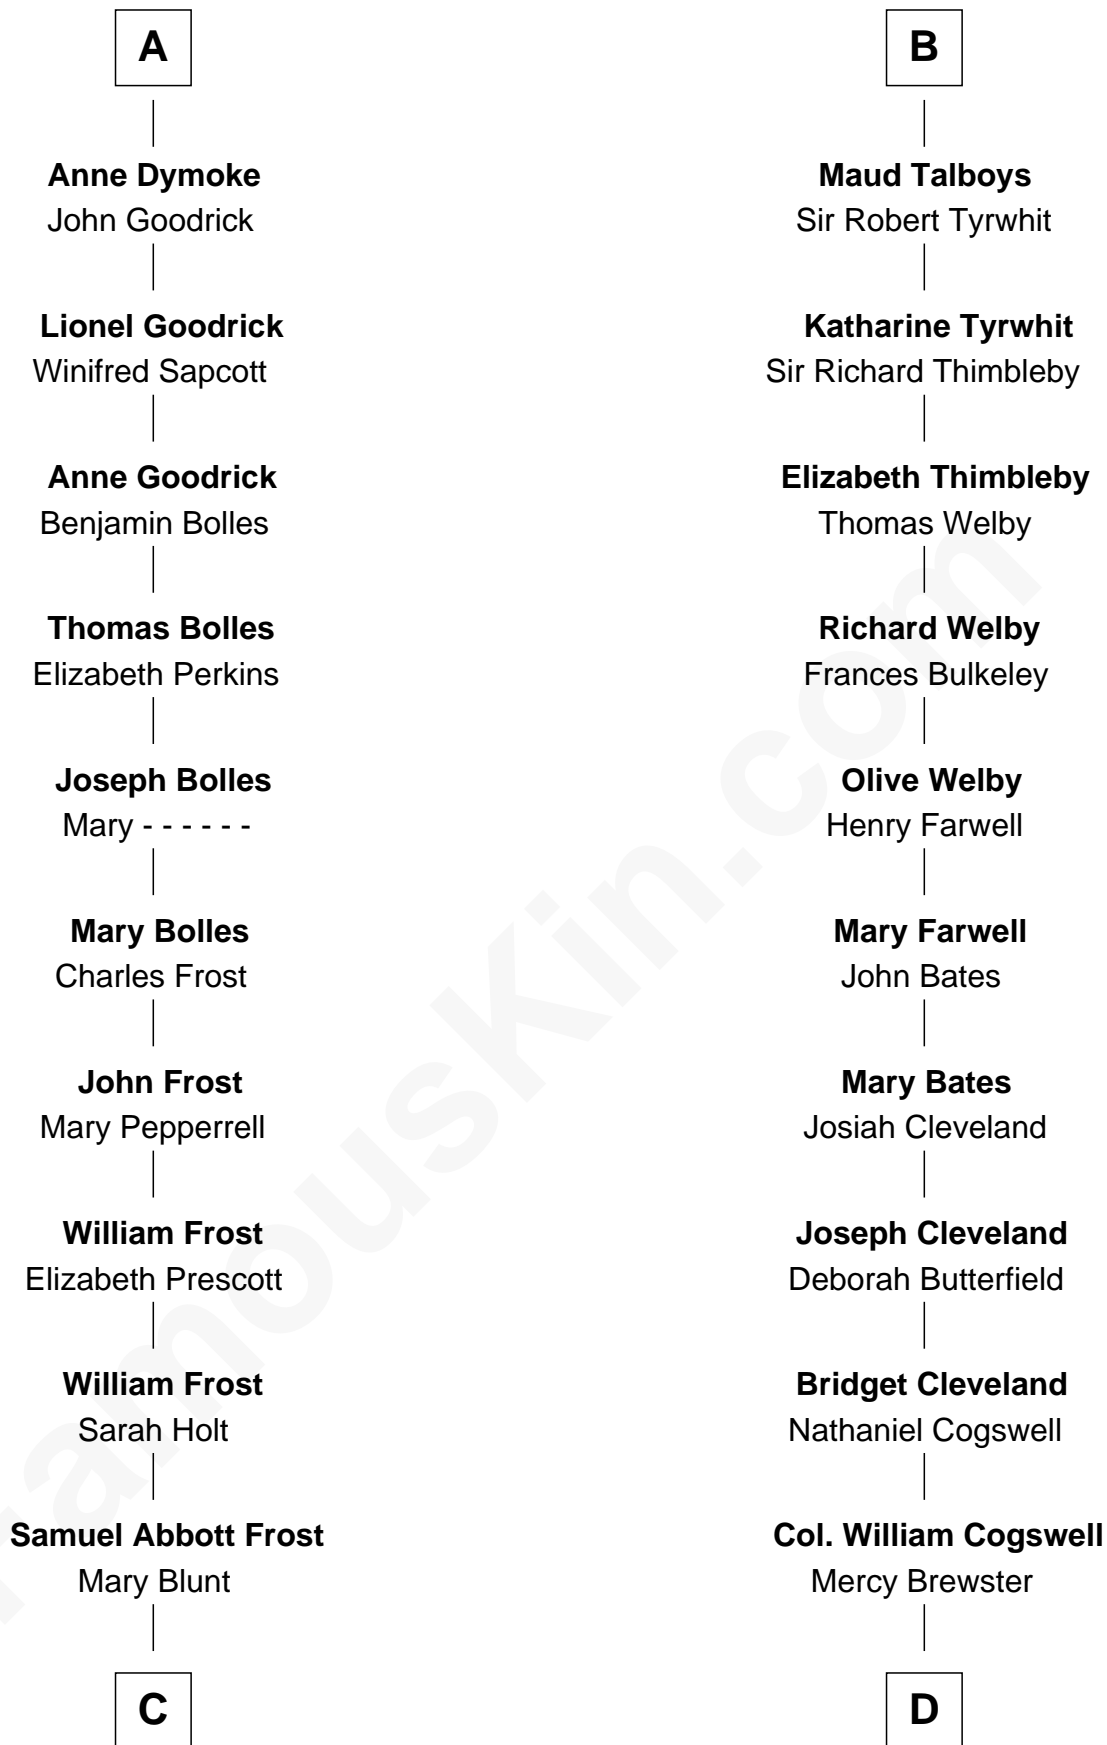 A
Anne Dymoke
John Goodrick
Lionel Goodrick
Winifred Sapcott
Anne Goodrick
Benjamin Bolles
Thomas Bolles
Elizabeth Perkins
Joseph Bolles
Mary - - - - - -
Mary Bolles
Charles Frost
John Frost
Mary Pepperrell
William Frost
Elizabeth Prescott
William Frost
Sarah Holt
Samuel Abbott Frost
Mary Blunt
C
B
Maud Talboys
Sir Robert Tyrwhit
Katharine Tyrwhit
Sir Richard Thimbleby
Elizabeth Thimbleby
Thomas Welby
Richard Welby
Frances Bulkeley
Olive Welby
Henry Farwell
Mary Farwell
John Bates
Mary Bates
Josiah Cleveland
Joseph Cleveland
Deborah Butterfield
Bridget Cleveland
Nathaniel Cogswell
Col. William Cogswell
Mercy Brewster
D
FamousKin.com